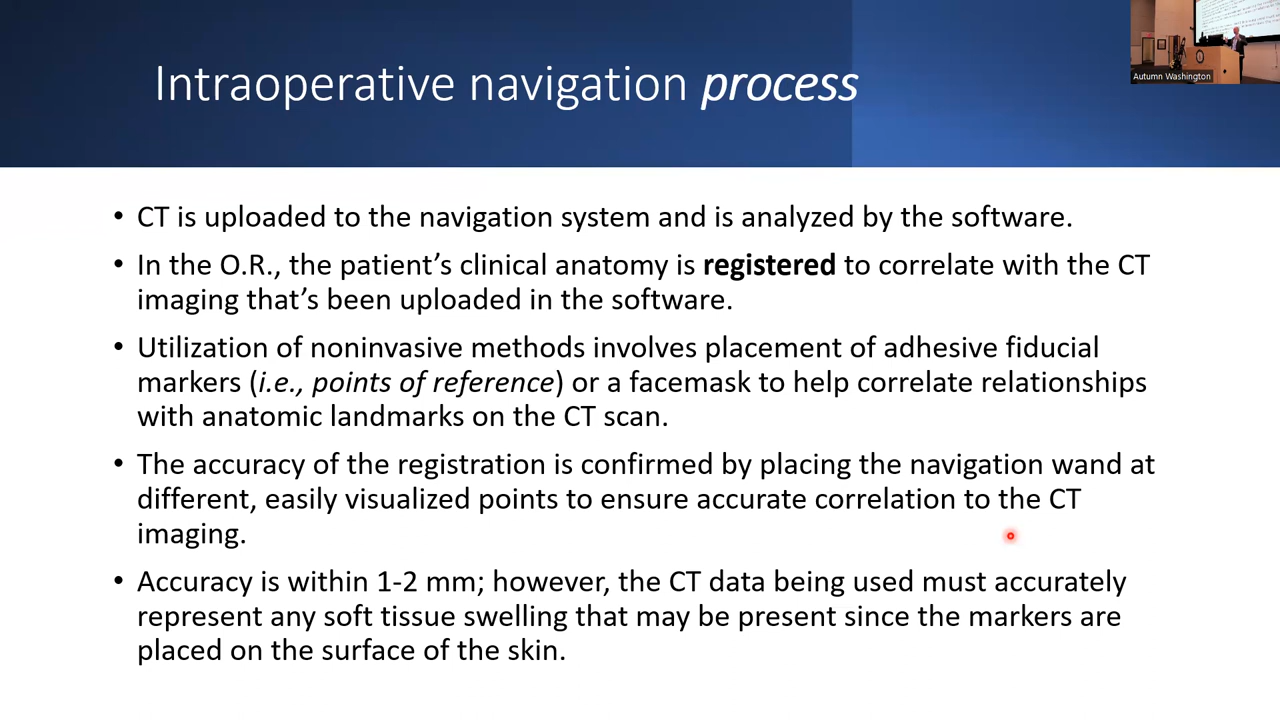 Intraoperative navigation process
Autumn Washington
• CT is uploaded to the navigation system and is analyzed by the software.
• In the O.R., the patient’s clinical anatomy is registered to correlate with the CT
imaging that’s been uploaded in the software.
• Utilization of noninvasive methods involves placement of adhesive fiducial
markers (i.e., points of reference) or a facemask to help correlate relationships
with anatomic landmarks on the CT scan.
• The accuracy of the registration is confirmed by placing the navigation wand at
different, easily visualized points to ensure accurate correlation to the CT
imaging.
• Accuracy is within 1-2 mm; however, the CT data being used must accurately
represent any soft tissue swelling that may be present since the markers are
placed on the surface of the skin.